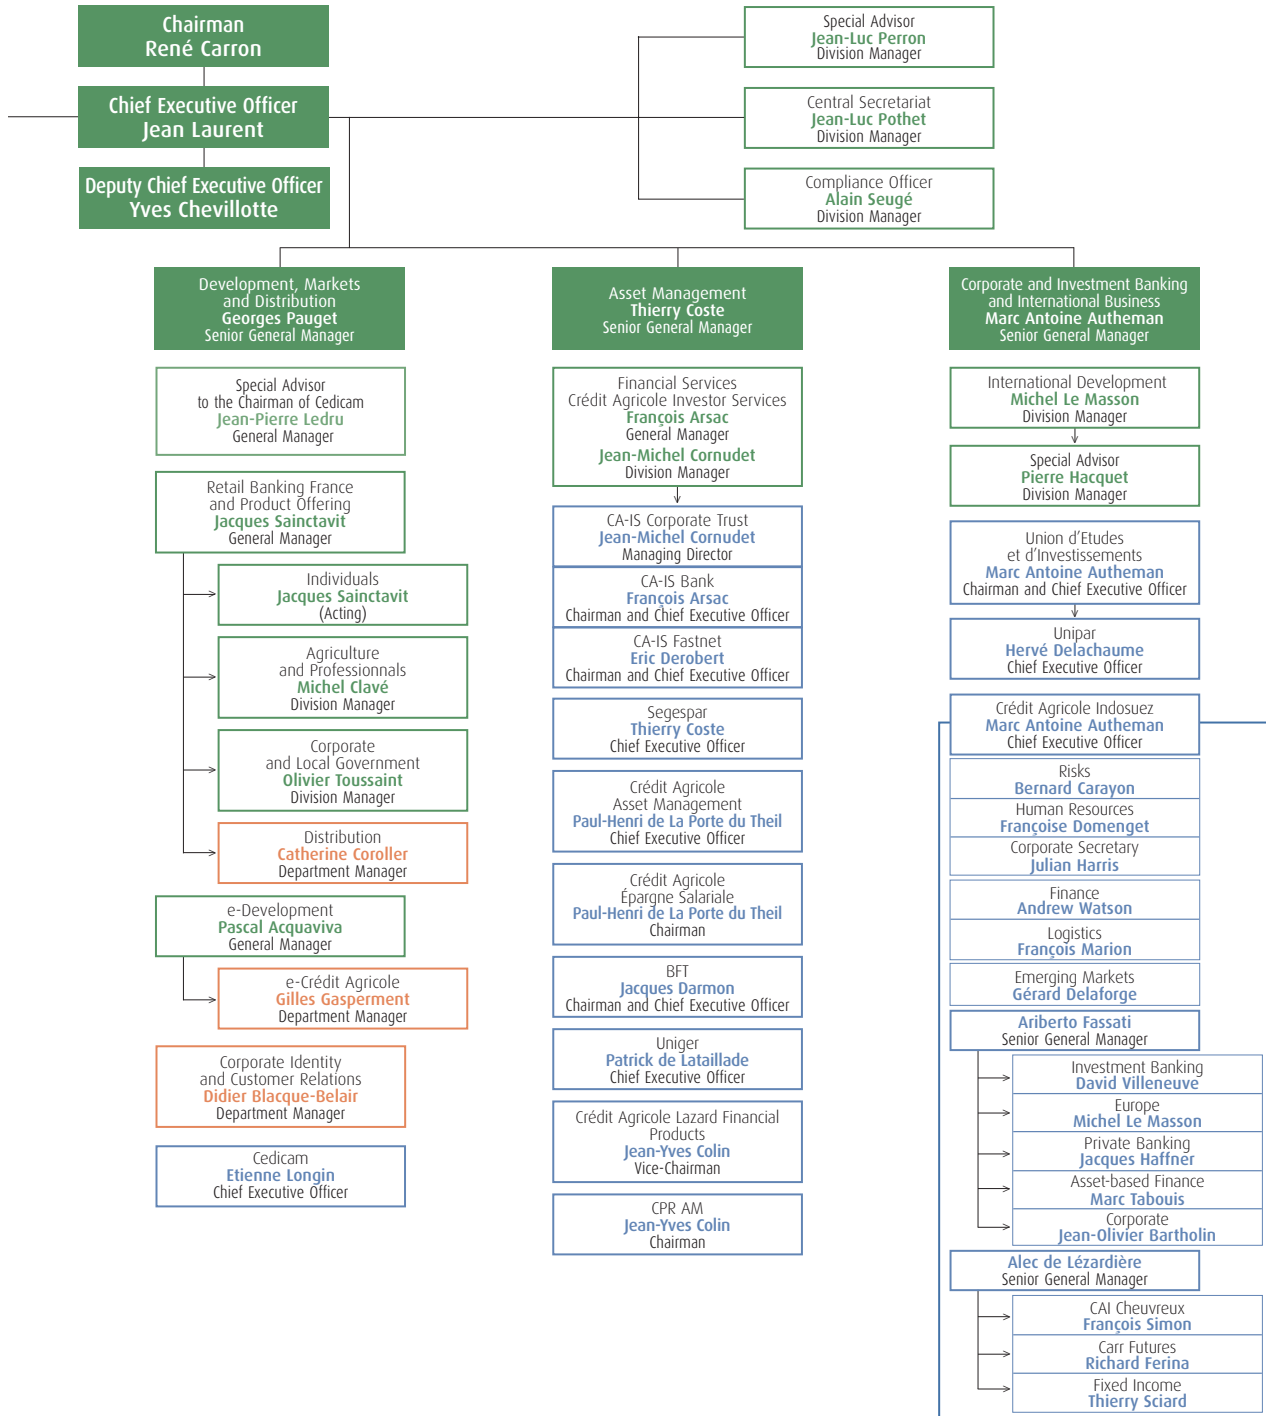 Chairman
René Carron
Chief Executive Officer
Jean Laurent
Deputy Chief Executive Officer
Yves Chevillotte
Special Advisor
Jean-Luc Perron
Division Manager
Central Secretariat
Jean-Luc Pothet
Division Manager
Compliance Officer
Alain Seugé
Division Manager
Development, Markets
and Distribution
Georges Pauget
Senior General Manager
Special Advisor
to the Chairman of Cedicam
Jean-Pierre Ledru
General Manager
Retail Banking France
and Product Offering
Jacques Sainctavit
General Manager
Individuals
Jacques Sainctavit
(Acting)
Agriculture
and Professionnals
Michel Clavé
Division Manager
Corporate
and Local Government
Olivier Toussaint
Division Manager
Distribution
Catherine Coroller
Department Manager
e-Development
Pascal Acquaviva
General Manager
e-Crédit Agricole
Gilles Gasperment
Department Manager
Corporate Identity
and Customer Relations
Didier Blacque-Belair
Department Manager
Cedicam
Etienne Longin
Chief Executive Officer
Asset Management
Thierry Coste
Senior General Manager
Financial Services
Crédit Agricole Investor Services
François Arsac
General Manager
Jean-Michel Cornudet
Division Manager
CA-IS Corporate Trust
Jean-Michel Cornudet
Managing Director
CA-IS Bank
François Arsac
Chairman and Chief Executive Officer
CA-IS Fastnet
Eric Derobert
Chairman and Chief Executive Officer
Segespar
Thierry Coste
Chief Executive Officer
Crédit Agricole
Asset Management
Paul-Henri de La Porte du Theil
Chief Executive Officer
Crédit Agricole
Épargne Salariale
Paul-Henri de La Porte du Theil
Chairman
BFT
Jacques Darmon
Chairman and Chief Executive Officer
Uniger
Patrick de Lataillade
Chief Executive Officer
Crédit Agricole Lazard Financial
Products
Jean-Yves Colin
Vice-Chairman
CPR AM
Jean-Yves Colin
Chairman
Corporate and Investment Banking
and International Business
Marc Antoine Autheman
Senior General Manager
International Development
Michel Le Masson
Division Manager
Special Advisor
Pierre Hacquet
Division Manager
Union d'Etudes
et d'Investissements
Marc Antoine Autheman
Chairman and Chief Executive Officer
Unipar
Hervé Delachaume
Chief Executive Officer
Crédit Agricole Indosuez
Marc Antoine Autheman
Chief Executive Officer
Risks
Bernard Carayon
Human Resources
Françoise Domenget
Corporate Secretary
Julian Harris
Finance
Andrew Watson
Logistics
François Marion
Emerging Markets
Gérard Delaforge
Ariberto Fassati
Senior General Manager
Investment Banking
David Villeneuve
Europe
Michel Le Masson
Private Banking
Jacques Haffner
Asset-based Finance
Marc Tabouis
Corporate
Jean-Olivier Bartholin
Alec de Lézardière
Senior General Manager
CAI Cheuvreux
François Simon
Carr Futures
Richard Ferina
Fixed Income
Thierry Sciard